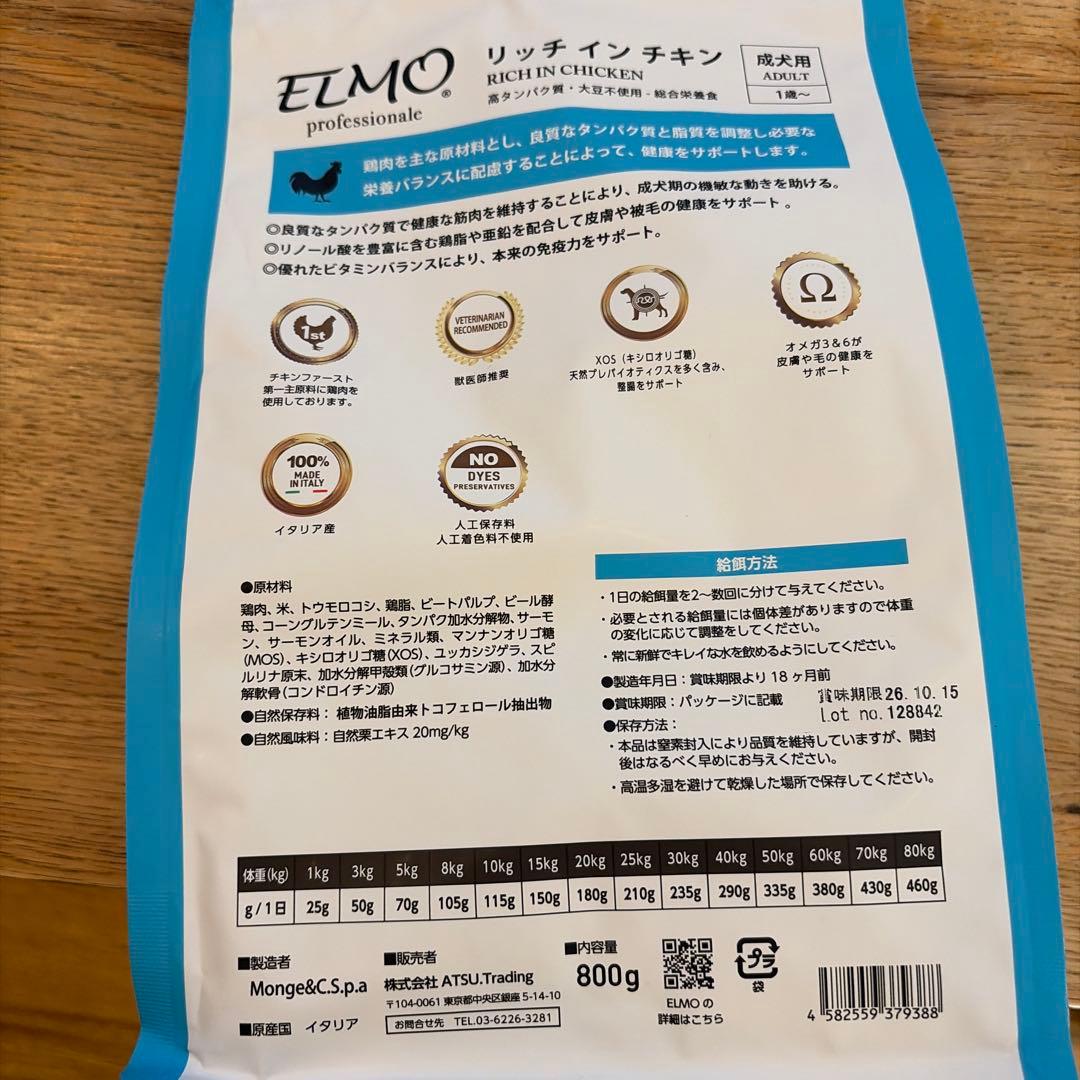 ELMO®
professionale
リッチ イン チキン
RICH IN CHICKEN
高タンパク質・大豆不使用 - 総合栄養食
成犬用
ADULT
1歳～
鶏肉を主な原材料とし、良質なタンパク質と脂質を調整し必要な
栄養バランスに配慮することによって、健康をサポートします。
◎良質なタンパク質で健康な筋肉を維持することにより、成犬期の機敏な動きを助ける。
◎リノール酸を豊富に含む鶏脂や亜鉛を配合して皮膚や被毛の健康をサポート 。
◎優れたビタミンバランスにより、本来の免疫力をサポート。
1st
チキンファースト
第一主原料に鶏肉を
使用しております。
VETERINARIAN
RECOMMENDED
獣医師推奨
XOS（キシロオリゴ糖）
天然プレバイオティクスを多く含み、
整腸をサポート
Ω
オメガ3＆6が
皮膚や毛の健康を
サポート
100%
MADE
IN ITALY
イタリア産
NO
DYES
PRESERVATIVES
人工保存料
人工着色料不使用
●原材料
鶏肉、米、トウモロコシ、鶏脂、ビートパルプ、ビール酵
母、コーングルテンミール、タンパク加水分解物、サーモ
ン、サーモンオイル、ミネラル類、マンナンオリゴ糖
(MOS)、キシロオリゴ糖(XOS)、ユッカシジゲラ、スピ
ルリナ原末、加水分解甲殻類(グルコサミン源)、加水分
解軟骨(コンドロイチン源)
●自然保存料： 植物油脂由来トコフェロール抽出物
●自然風味料：自然栗エキス 20mg/kg
給餌方法
・1日の給餌量を2～数回に分けて与えてください。
・必要とされる給餌量には個体差がありますので体重
の変化に応じて調整をしてください。
・常に新鮮でキレイな水を飲めるようにしてください。
●製造年月日：賞味期限より 18 ヶ月前
●賞味期限：パッケージに記載
賞味期限26.10.15
Lot no.128842
●保存方法：
・本品は窒素封入により品質を維持していますが、開封
後はなるべく早めにお与えください。
・高温多湿を避けて乾燥した場所で保存してください。
体重(kg) 1kg 3kg 5kg 8kg 10kg 15kg 20kg 25kg 30kg 40kg 50kg 60kg 70kg 80kg
g/1日 25g 50g 70g 105g 115g 150g 180g 210g 235g 290g 335g 380g 430g 460g
■製造者
Monge&C.S.p.a
■原産国 イタリア
■販売者
株式会社 ATSU.Trading
〒104-0061 東京都中央区銀座 5-14-10
お問合せ先 TEL.03-6226-3281
■内容量
800g
ELMO の
詳細はこちら
プラ
袋
4 582559 379388